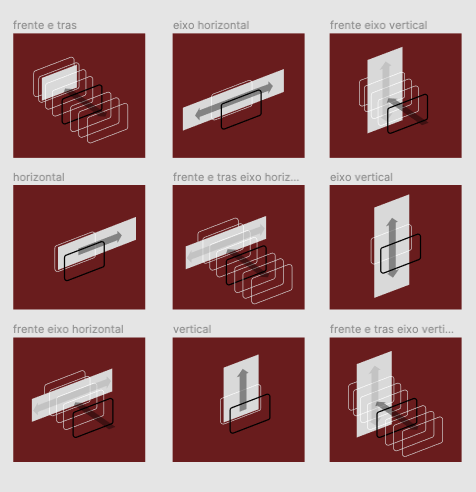 frente e tras
eixo horizontal
frente eixo vertical
horizontal
frente e tras eixo horiz...
eixo vertical
frente eixo horizontal
vertical
frente e tras eixo verti...